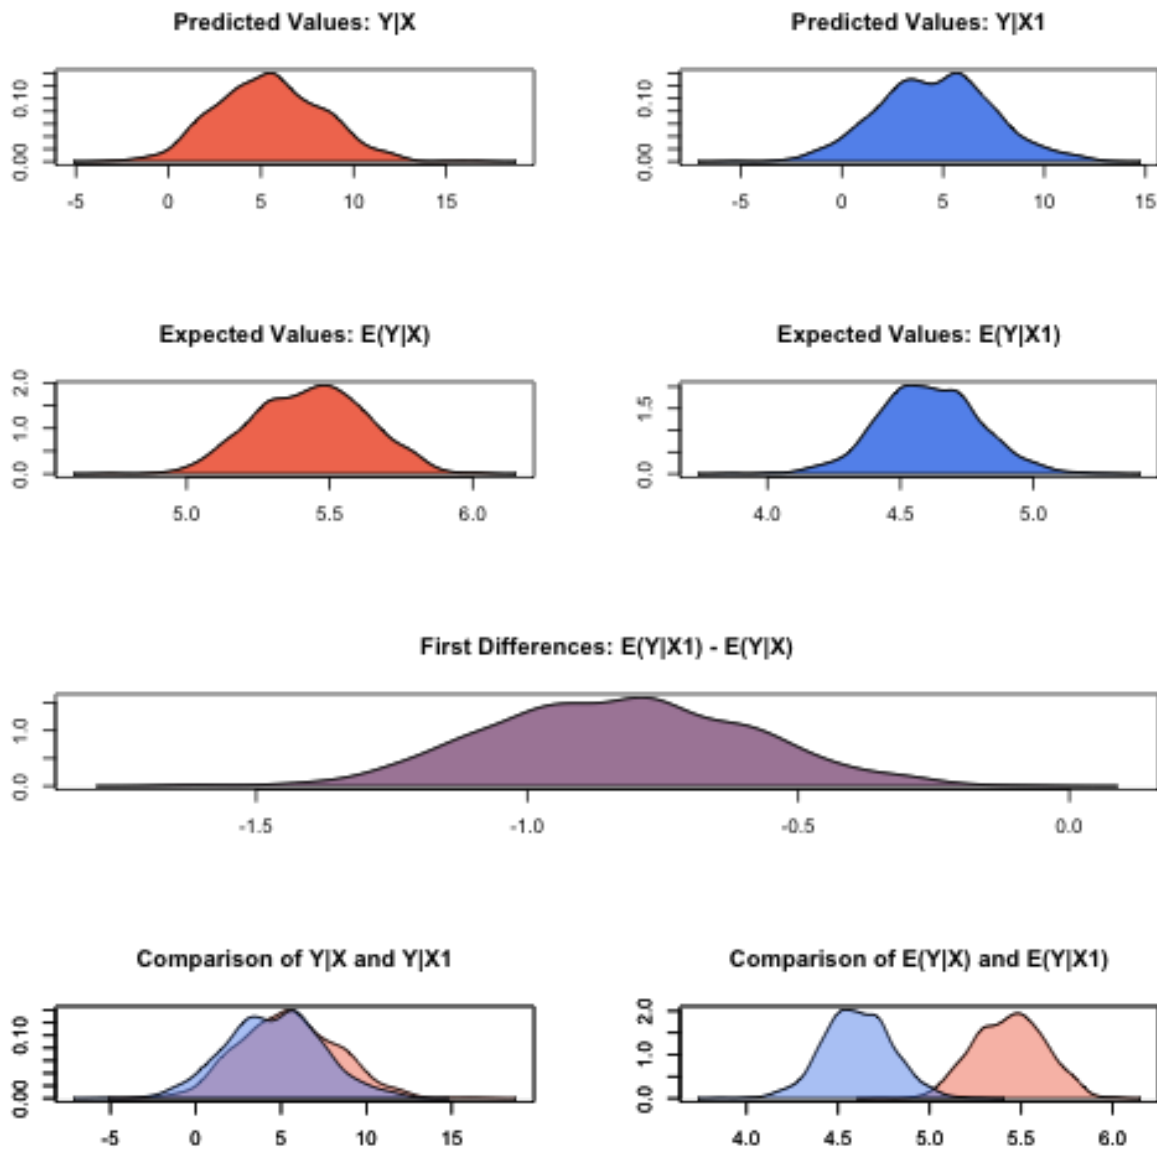 Predicted Values: Y|X
0.00 0.10
-5 0 5 10 15
Predicted Values: Y|X1
0.00 0.10
-5 0 5 10 15
Expected Values: E(Y|X)
0.0 1.0 2.0
5.0 5.5 6.0
Expected Values: E(Y|X1)
0.0 1.5
4.0 4.5 5.0
First Differences: E(Y|X1) - E(Y|X)
0.0 1.0
-1.5 -1.0 -0.5 0.0
Comparison of Y|X and Y|X1
0.00 0.10
-5 0 5 10 15
Comparison of E(Y|X) and E(Y|X1)
0.0 1.0 2.0
4.0 4.5 5.0 5.5 6.0